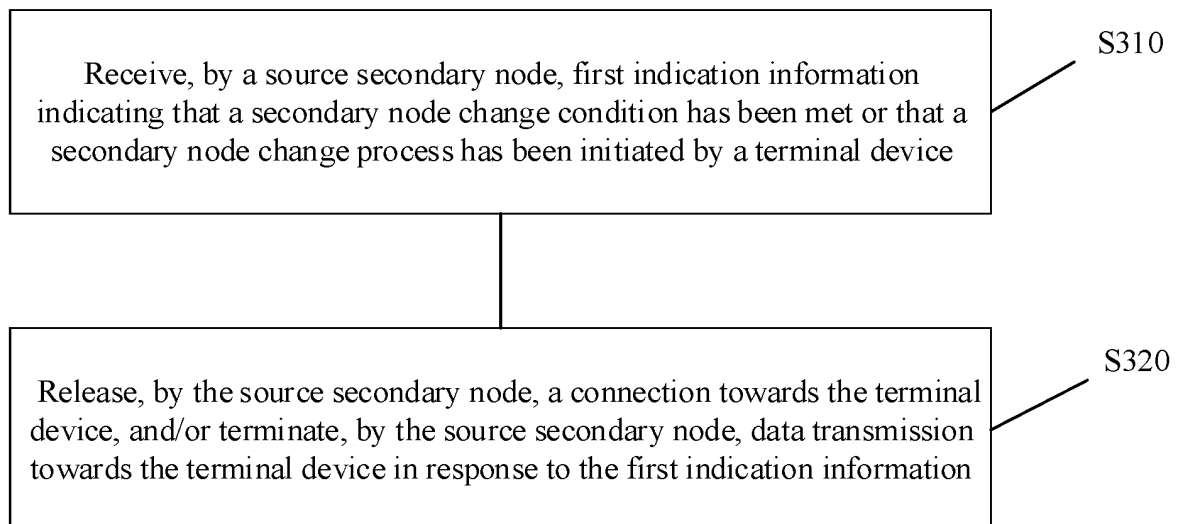 S310
Receive, by a source secondary node, first indication information
indicating that a secondary node change condition has been met or that a
secondary node change process has been initiated by a terminal device
S320
Release, by the source secondary node, a connection towards the terminal
device, and/or terminate, by the source secondary node, data transmission
towards the terminal device in response to the first indication information